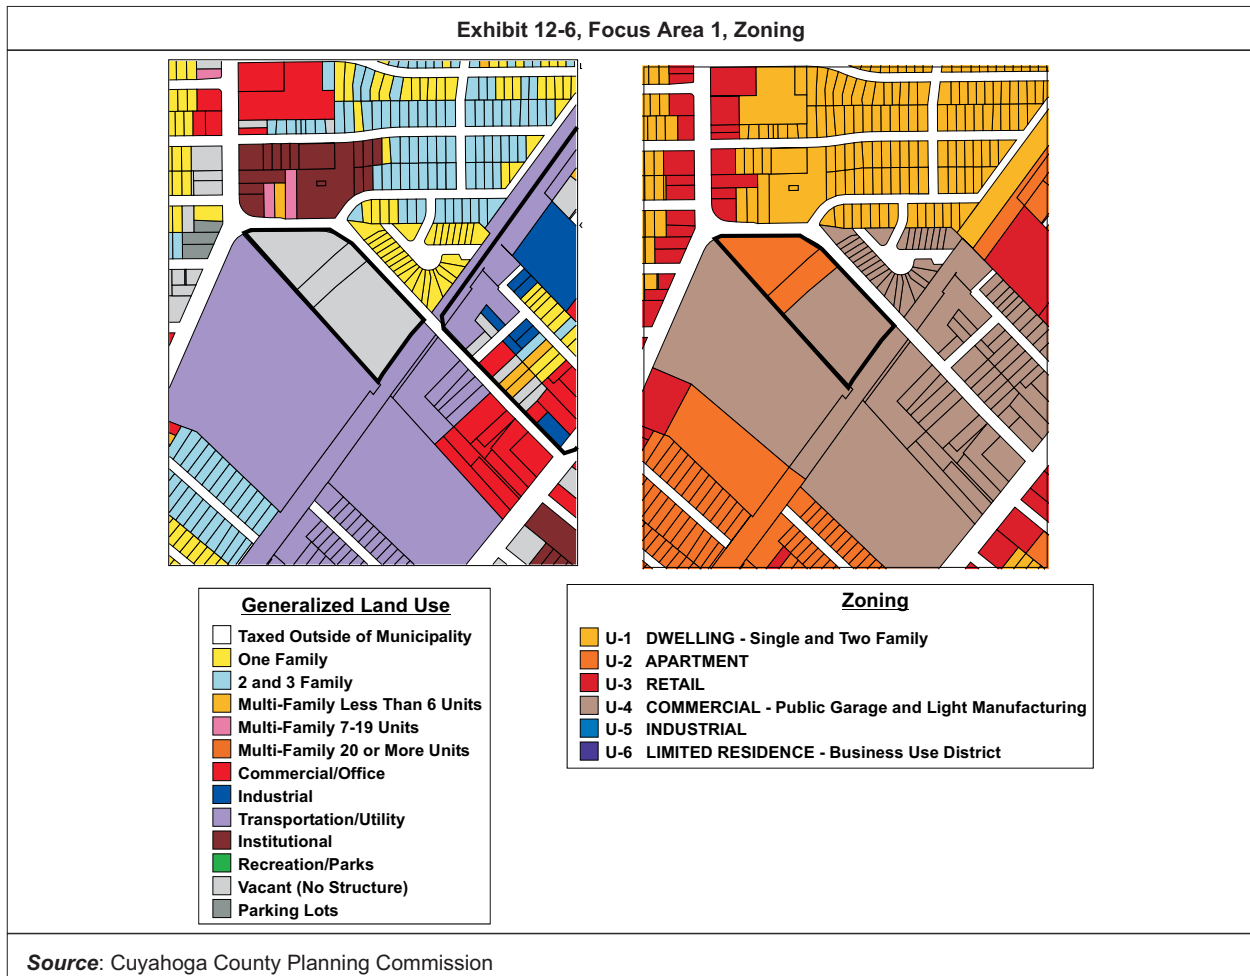 Exhibit 12-6, Focus Area 1, Zoning
Generalized Land Use
Taxed Outside of Municipality
One Family
2 and 3 Family
Multi-Family Less Than 6 Units
Multi-Family 7-19 Units
Multi-Family 20 or More Units
Commercial/Office
Industrial
Transportation/Utility
Institutional
Recreation/Parks
Vacant (No Structure)
Parking Lots
Zoning
U-1 DWELLING - Single and Two Family
U-2 APARTMENT
U-3 RETAIL
U-4 COMMERCIAL - Public Garage and Light Manufacturing
U-5 INDUSTRIAL
U-6 LIMITED RESIDENCE - Business Use District
Source: Cuyahoga County Planning Commission